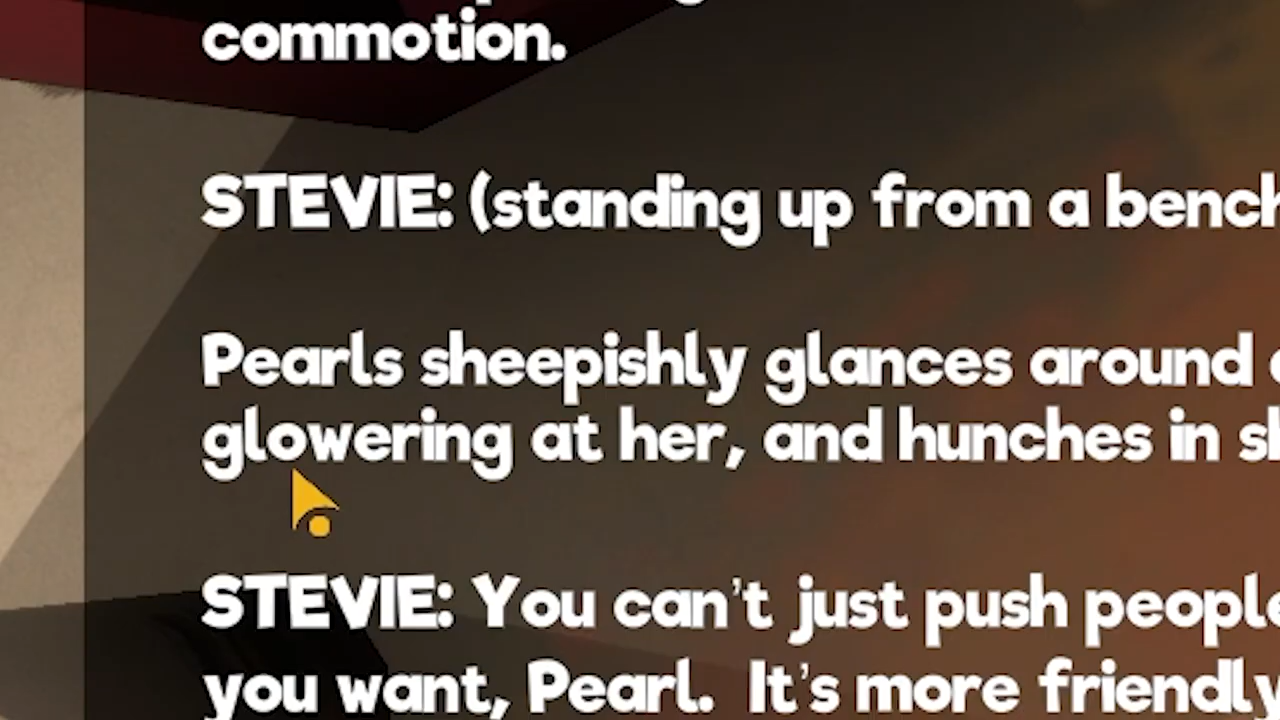 commotion.
STEVIE: (standing up from a bench
Pearls sheepishly glances around
glowering at her, and hunches in
STEVIE: You can't just push people
you want, Pearl. It's more friendly